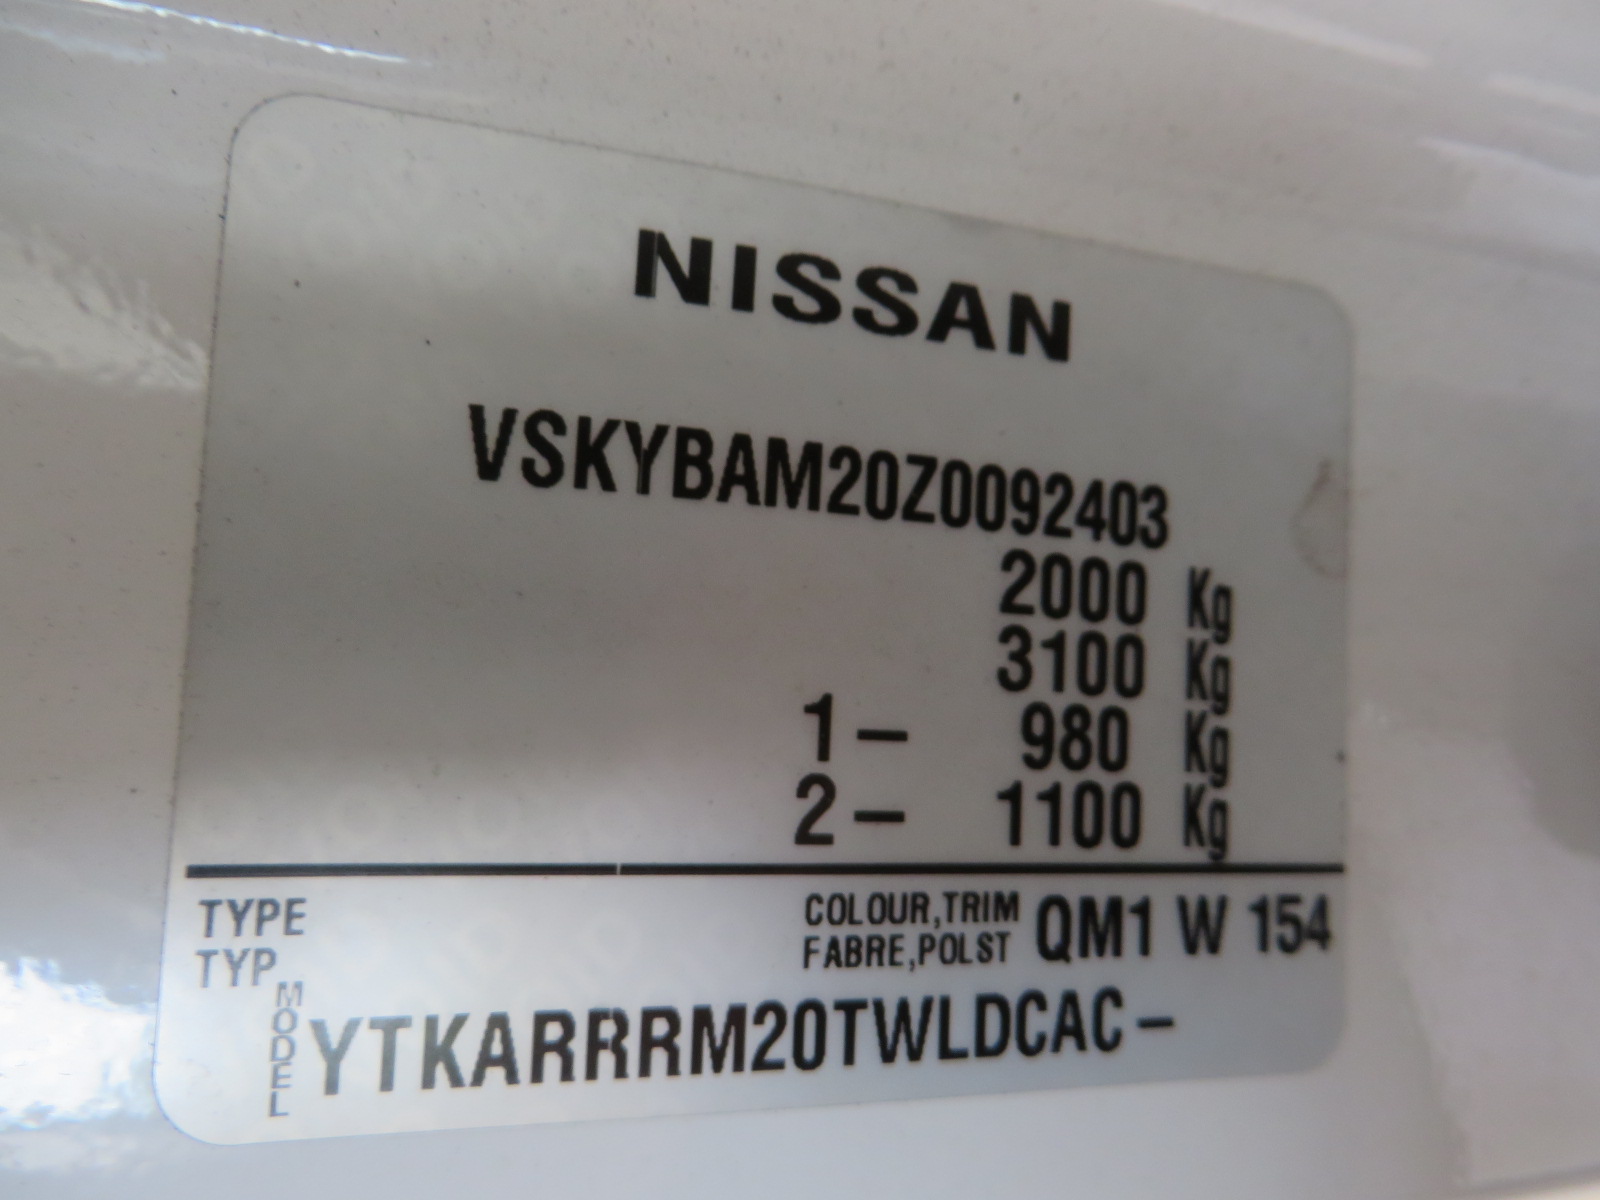 NISSAN
VSKYBAM20Z0092403
2000 Kg
3100 Kg
1 – 980 Kg
2 – 1100 Kg
TYPE
TYP
COLOUR,TRIM
FABRE,POLST
QM1 W 154
MODEL
YTKARRRM20TWLDCAC–